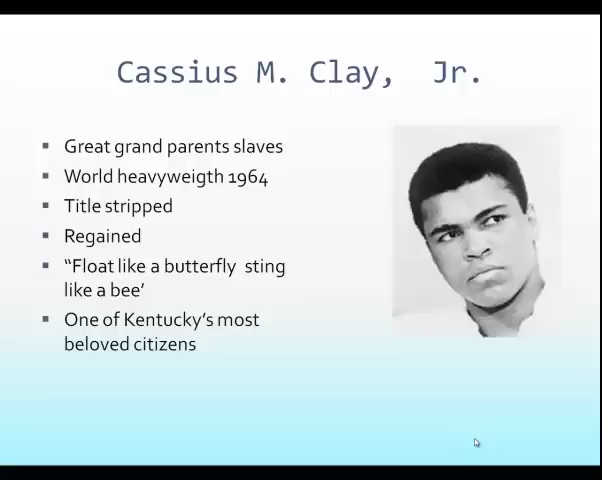 Cassius M. Clay, Jr.
Great grand parents slaves
World heavyweigth 1964
Title stripped
Regained
“Float like a butterfly sting
like a bee’
One of Kentucky’s most
beloved citizens